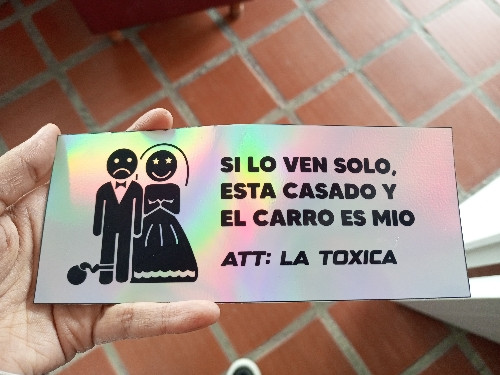 SI LO VEN SOLO,
ESTA CASADO Y
EL CARRO ES MIO
ATT: LA TOXICA